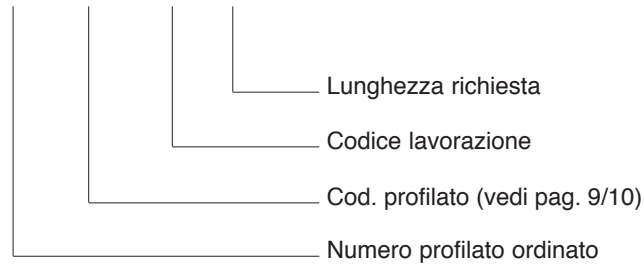 Lunghezza richiesta
Codice lavorazione
Cod. profilato (vedi pag. 9/10)
Numero profilato ordinato